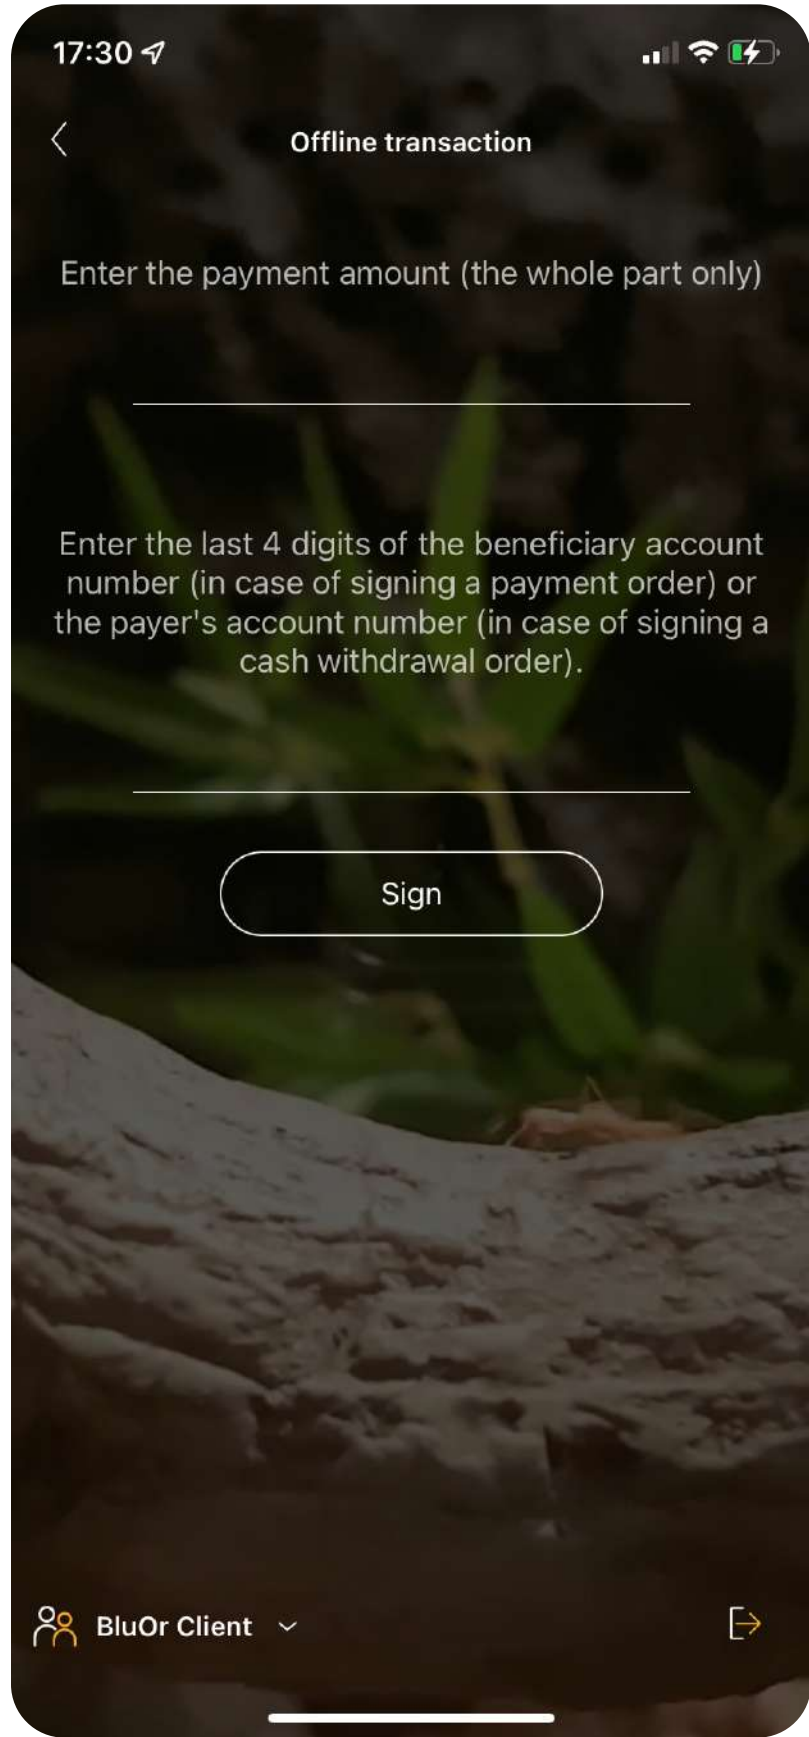 17:30
Offline transaction
Enter the payment amount (the whole part only)
Enter the last 4 digits of the beneficiary account
number (in case of signing a payment order) or
the payer's account number (in case of signing a
cash withdrawal order).
Sign
BluOr Client